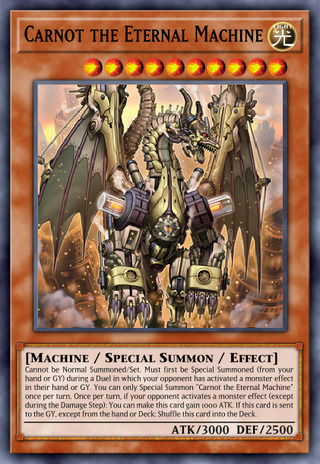 Carnot the Eternal Machine
LIGHT
光
[Machine / Special Summon / Effect]
Cannot be Normal Summoned/Set. Must first be Special Summoned (from your
hand or GY) during a Duel in which your opponent has activated a monster effect
in their hand or GY. You can only Special Summon "Carnot the Eternal Machine"
once per turn. Once per turn, if your opponent activates a monster effect (except
during the Damage Step): You can make this card gain 1000 ATK. If this card is sent
to the GY, except from the hand or Deck: Shuffle this card into the Deck.
ATK/3000 DEF/2500